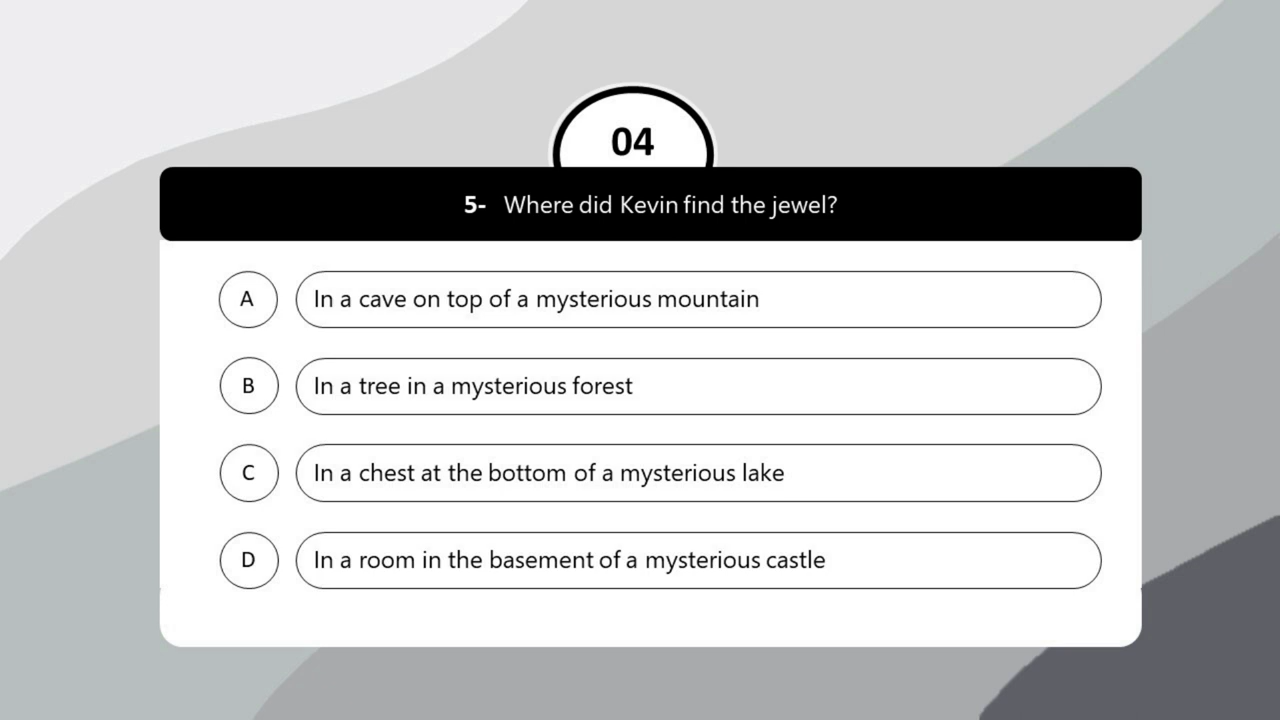 04
5- Where did Kevin find the jewel?
A In a cave on top of a mysterious mountain
B In a tree in a mysterious forest
C In a chest at the bottom of a mysterious lake
D In a room in the basement of a mysterious castle